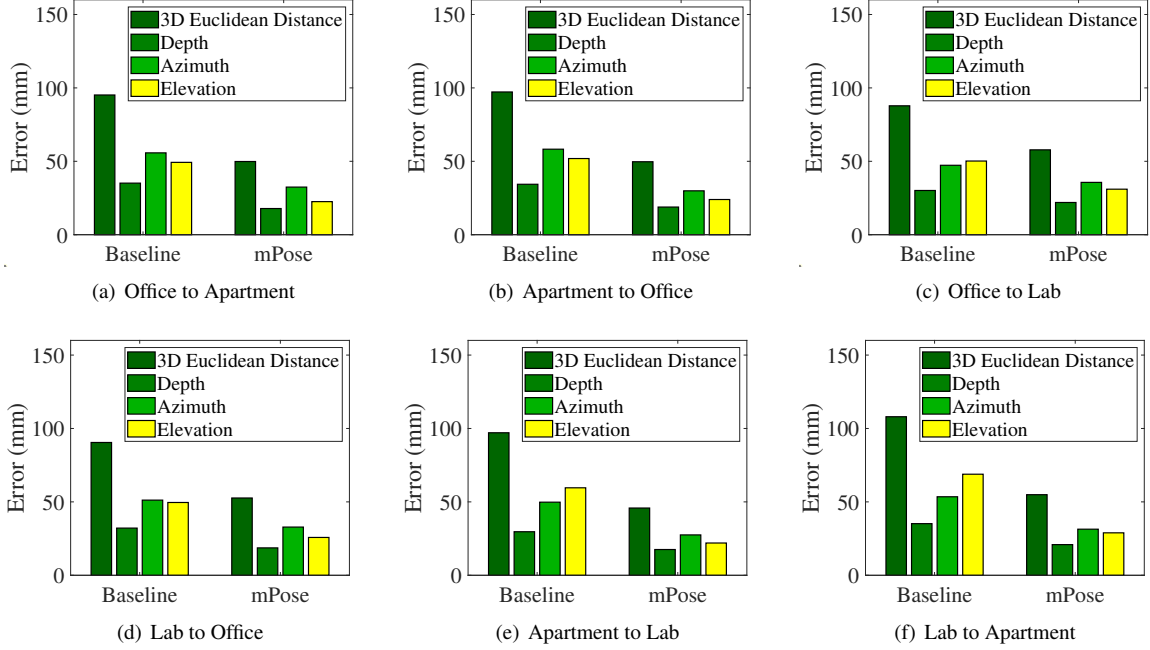 150
100
50
0
Error (mm)
3D Euclidean Distance
Depth
Azimuth
Elevation
Baseline
mPose
(a) Office to Apartment
150
100
50
0
Error (mm)
3D Euclidean Distance
Depth
Azimuth
Elevation
Baseline
mPose
(b) Apartment to Office
150
100
50
0
Error (mm)
3D Euclidean Distance
Depth
Azimuth
Elevation
Baseline
mPose
(c) Office to Lab
150
100
50
0
Error (mm)
3D Euclidean Distance
Depth
Azimuth
Elevation
Baseline
mPose
(d) Lab to Office
150
100
50
0
Error (mm)
3D Euclidean Distance
Depth
Azimuth
Elevation
Baseline
mPose
(e) Apartment to Lab
150
100
50
0
Error (mm)
3D Euclidean Distance
Depth
Azimuth
Elevation
Baseline
mPose
(f) Lab to Apartment